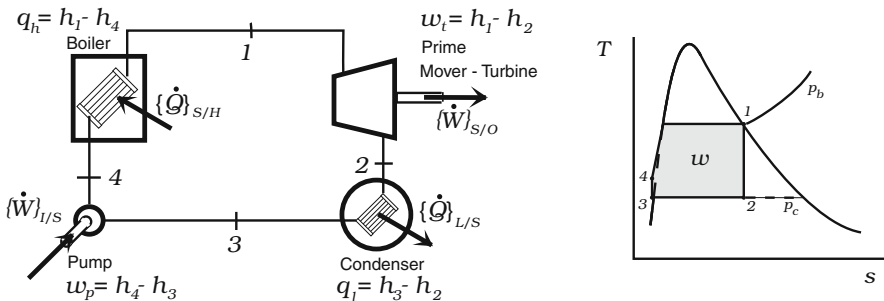 q_h = h_1 - h_4
Boiler
1
w_t = h_1 - h_2
Prime
Mover - Turbine
{Q̇}_S/H
{Ẇ}_S/O
2
4
{Ẇ}_I/S
{Q̇}_L/S
3
Pump
w_p = h_4 - h_3
Condenser
q_l = h_3 - h_2
T
p_b
1
w
4
3
2
p_c
s